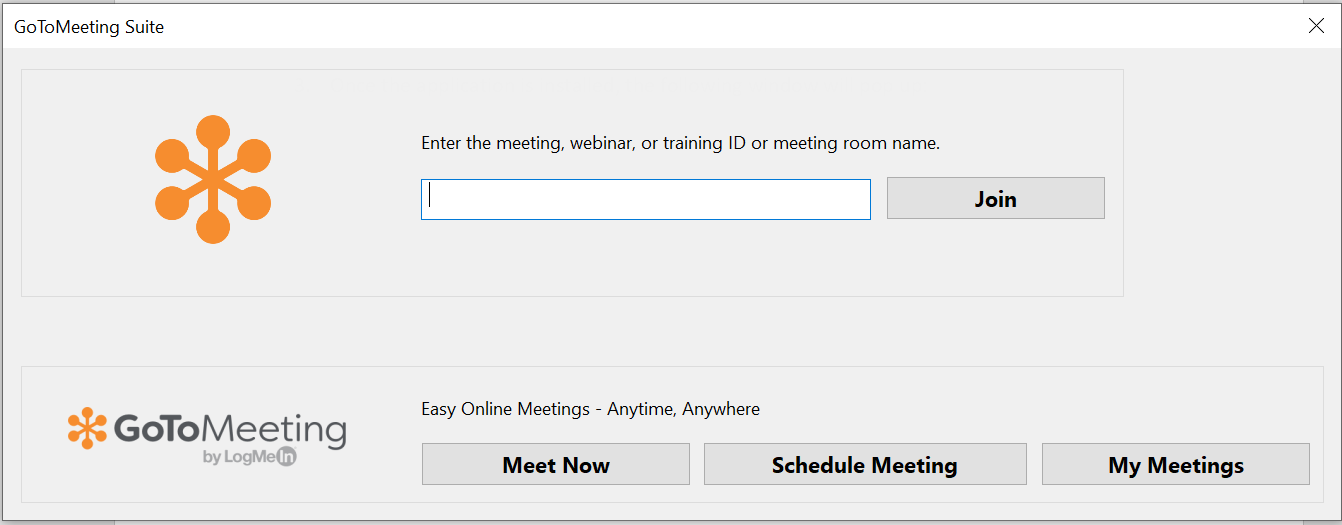 GoToMeeting Suite
Enter the meeting, webinar, or training ID or meeting room name.
Join
GoToMeeting
by LogMeIn
Easy Online Meetings - Anytime, Anywhere
Meet Now
Schedule Meeting
My Meetings